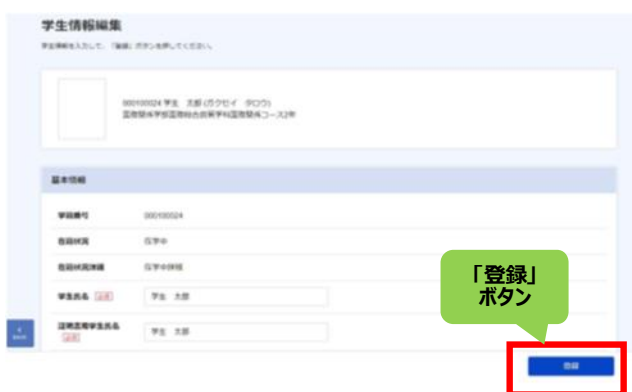 学生情報編集
学生情報を入力して、「登録」ボタンを押してください。
000100024 学生 太郎 (ガクセイ タロウ)
基本情報
学籍番号 000100024
在籍状況 在学中
在籍状況詳細 在学中詳細
学生氏名 必須 学生 太郎
証明書用学生氏名
必須 学生 太郎
「登録」
ボタン
登録